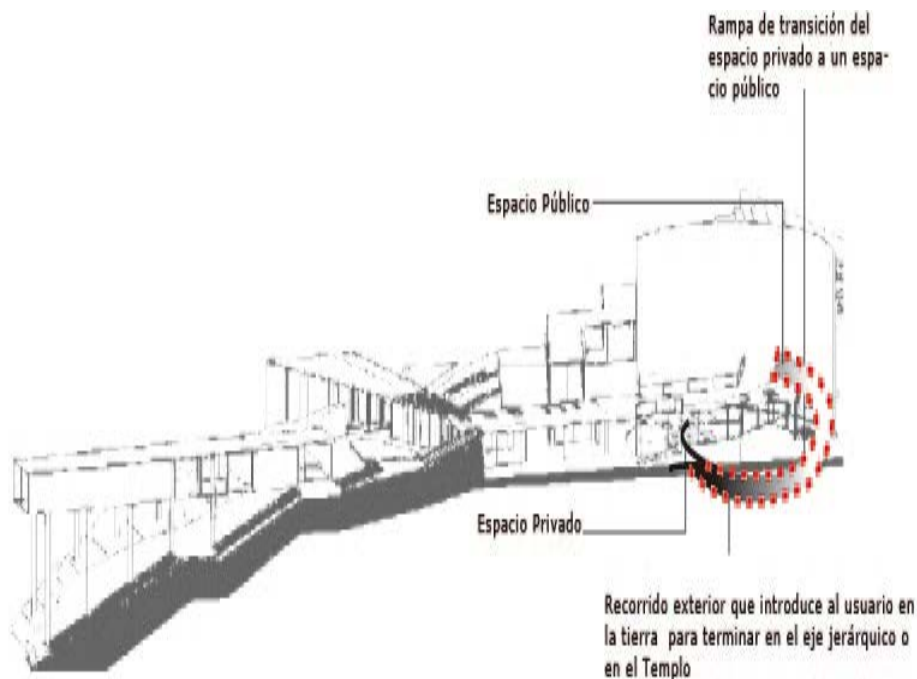 Rampa de transición del
espacio privado a un espa-
cio público
Espacio Público
Espacio Privado
Recorrido exterior que introduce al usuario en
la tierra para terminar en el eje jerárquico o
en el Templo